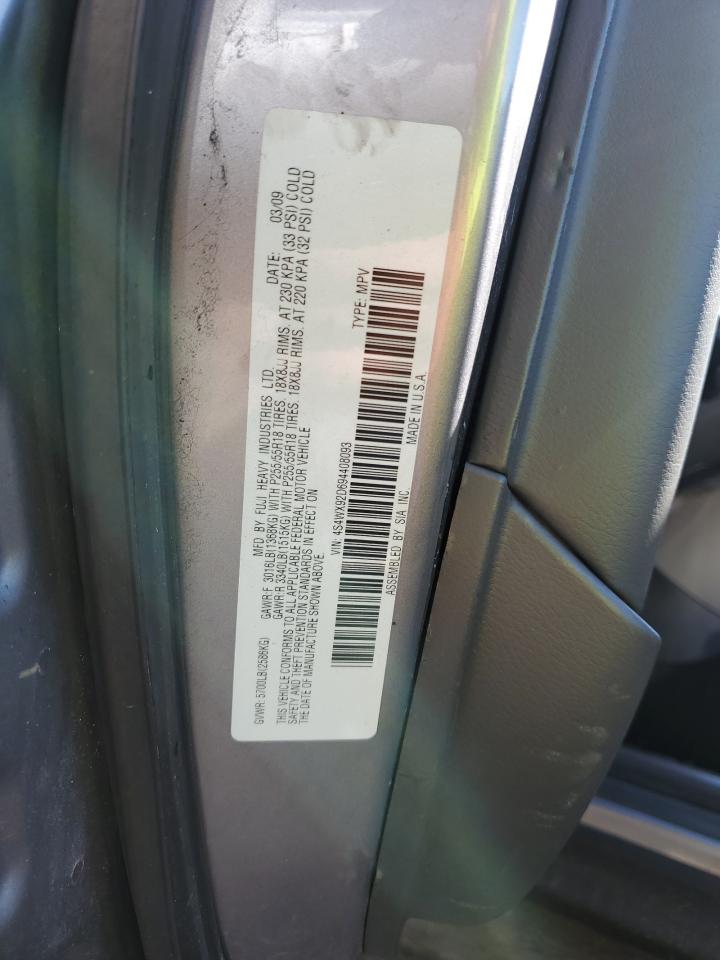 MFD BY FUJI HEAVY INDUSTRIES LTD. DATE: 03/09
GVWR: 5700LB(2586KG) GAWR:F 3016LB(1368KG) WITH P255/55R18 TIRES. 18X8JJ RIMS. AT 230 KPA (33 PSI) COLD
GAWR:R 3340LB(1515KG) WITH P255/55R18 TIRES. 18X8JJ RIMS. AT 220 KPA (32 PSI) COLD
THIS VEHICLE CONFORMS TO ALL APPLICABLE FEDERAL MOTOR VEHICLE
SAFETY AND THEFT PREVENTION STANDARDS IN EFFECT ON
THE DATE OF MANUFACTURE SHOWN ABOVE.
VIN: 4S4WX92D694408093 TYPE: MPV
ASSEMBLED BY SIA INC. MADE IN U.S.A.